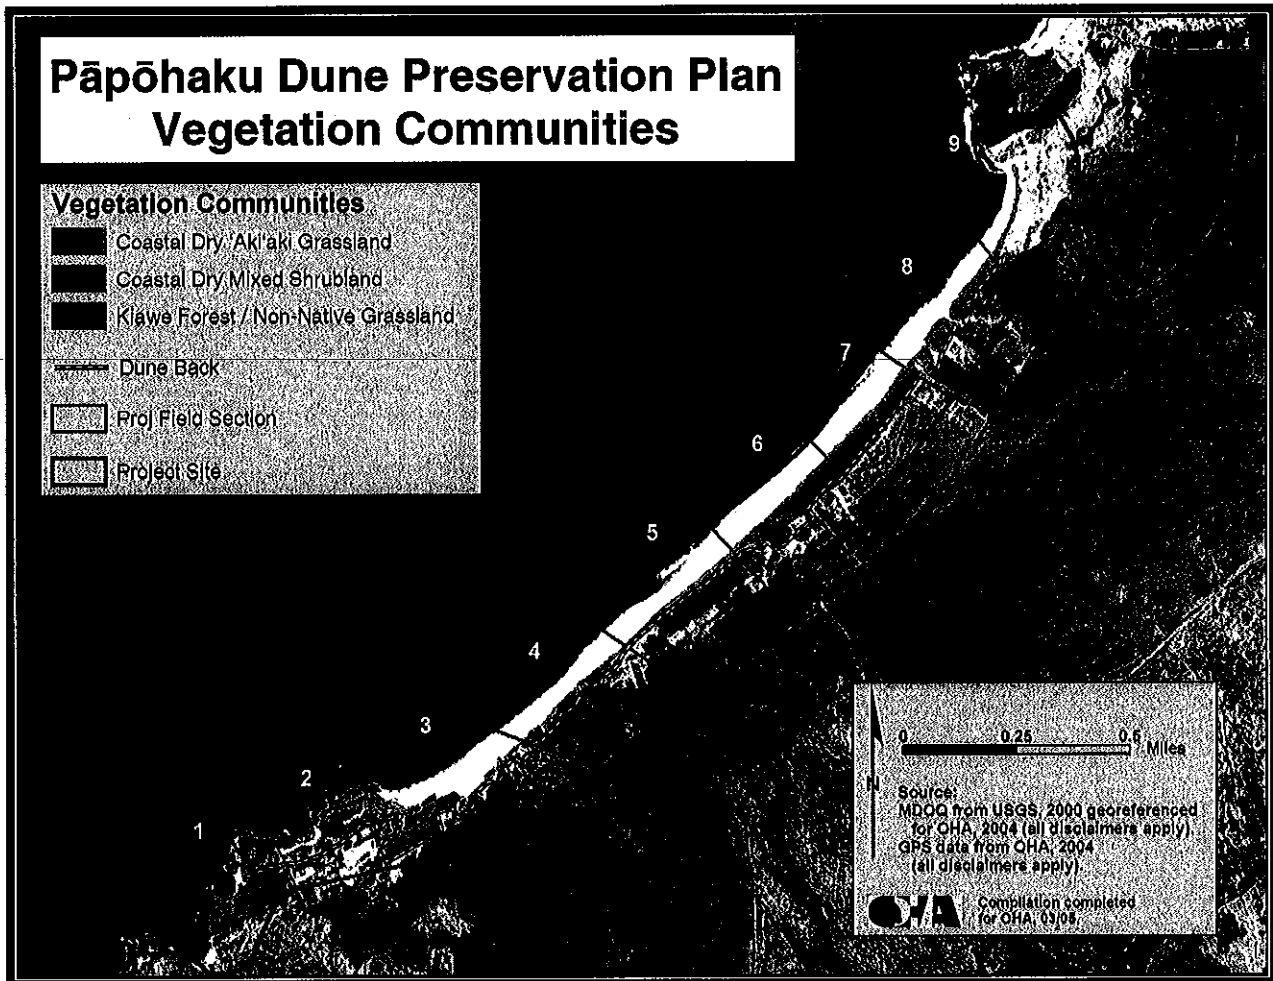 Pāpōhaku Dune Preservation Plan
Vegetation Communities
Vegetation Communities
Coastal Dry 'Aki'aki Grassland
Coastal Dry Mixed Shrubland
Kiawe Forest / Non-Native Grassland
Dune Back
Proj Field Section
Project Site
9
8
7
6
5
4
3
2
1
0 0.25 0.5
Miles
N
Source:
MDOQ from USGS, 2000 georeferenced
for OHA, 2004 (all disclaimers apply).
GPS data from OHA, 2004
(all disclaimers apply).
OHA
Compilation completed
for OHA, 03/05.